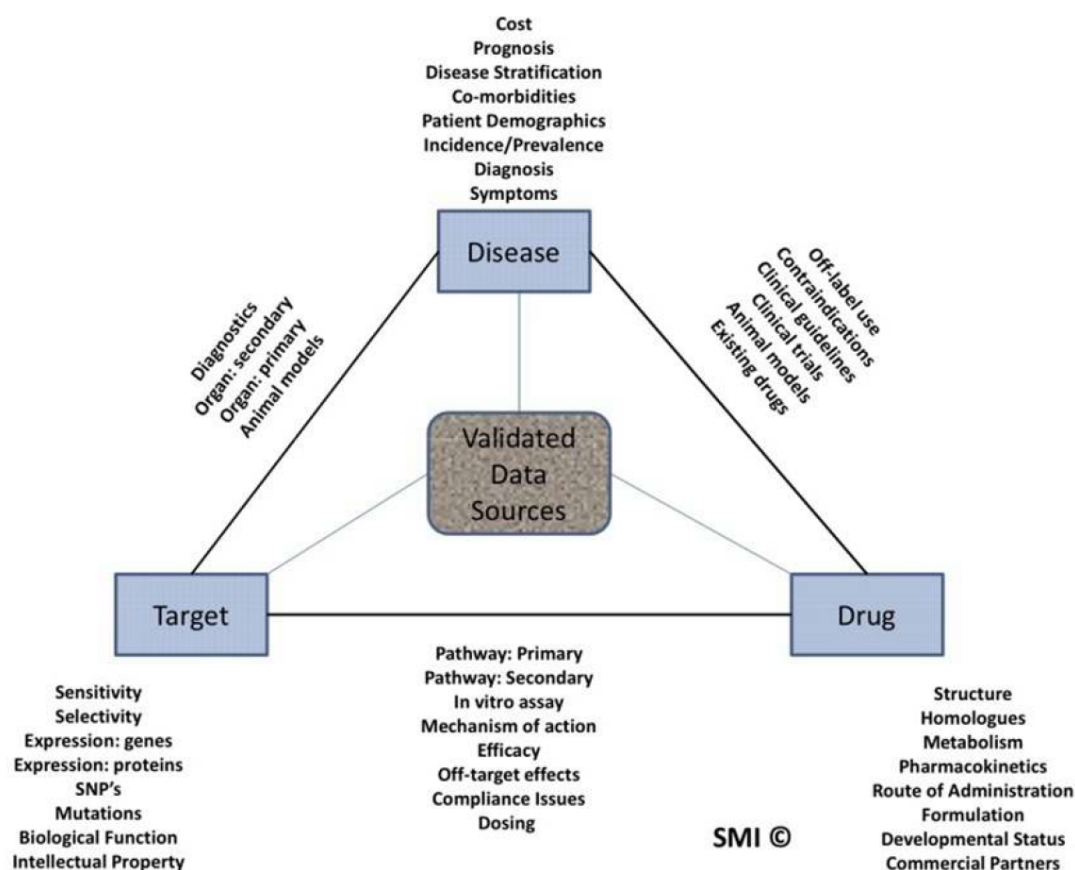 Cost
Prognosis
Disease Stratification
Co-morbidities
Patient Demographics
Incidence/Prevalence
Diagnosis
Symptoms
Disease
Diagnostics
Organ: secondary
Organ: primary
Animal models
Off-label use
Contraindications
Clinical guidelines
Clinical trials
Animal models
Existing drugs
Validated
Data
Sources
Target
Drug
Pathway: Primary
Pathway: Secondary
In vitro assay
Mechanism of action
Efficacy
Off-target effects
Compliance Issues
Dosing
Sensitivity
Selectivity
Expression: genes
Expression: proteins
SNP's
Mutations
Biological Function
Intellectual Property
SMI ©
Structure
Homologues
Metabolism
Pharmacokinetics
Route of Administration
Formulation
Developmental Status
Commercial Partners